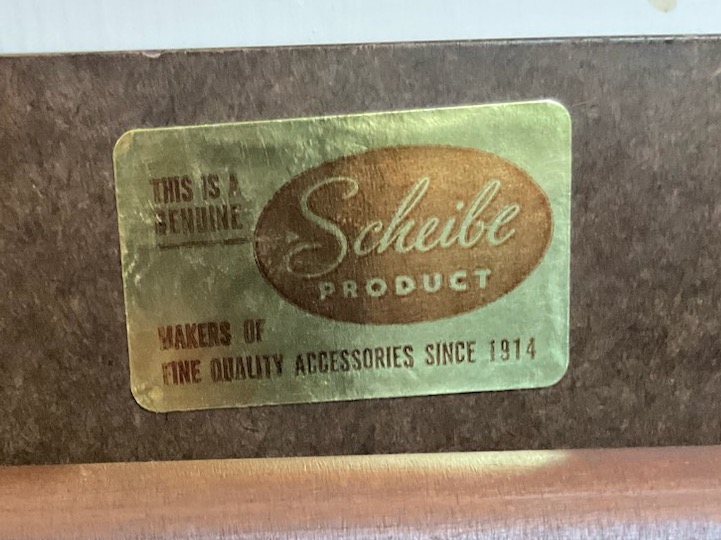 THIS IS A
GENUINE
Scheibe
PRODUCT
MAKERS OF
FINE QUALITY ACCESSORIES SINCE 1914